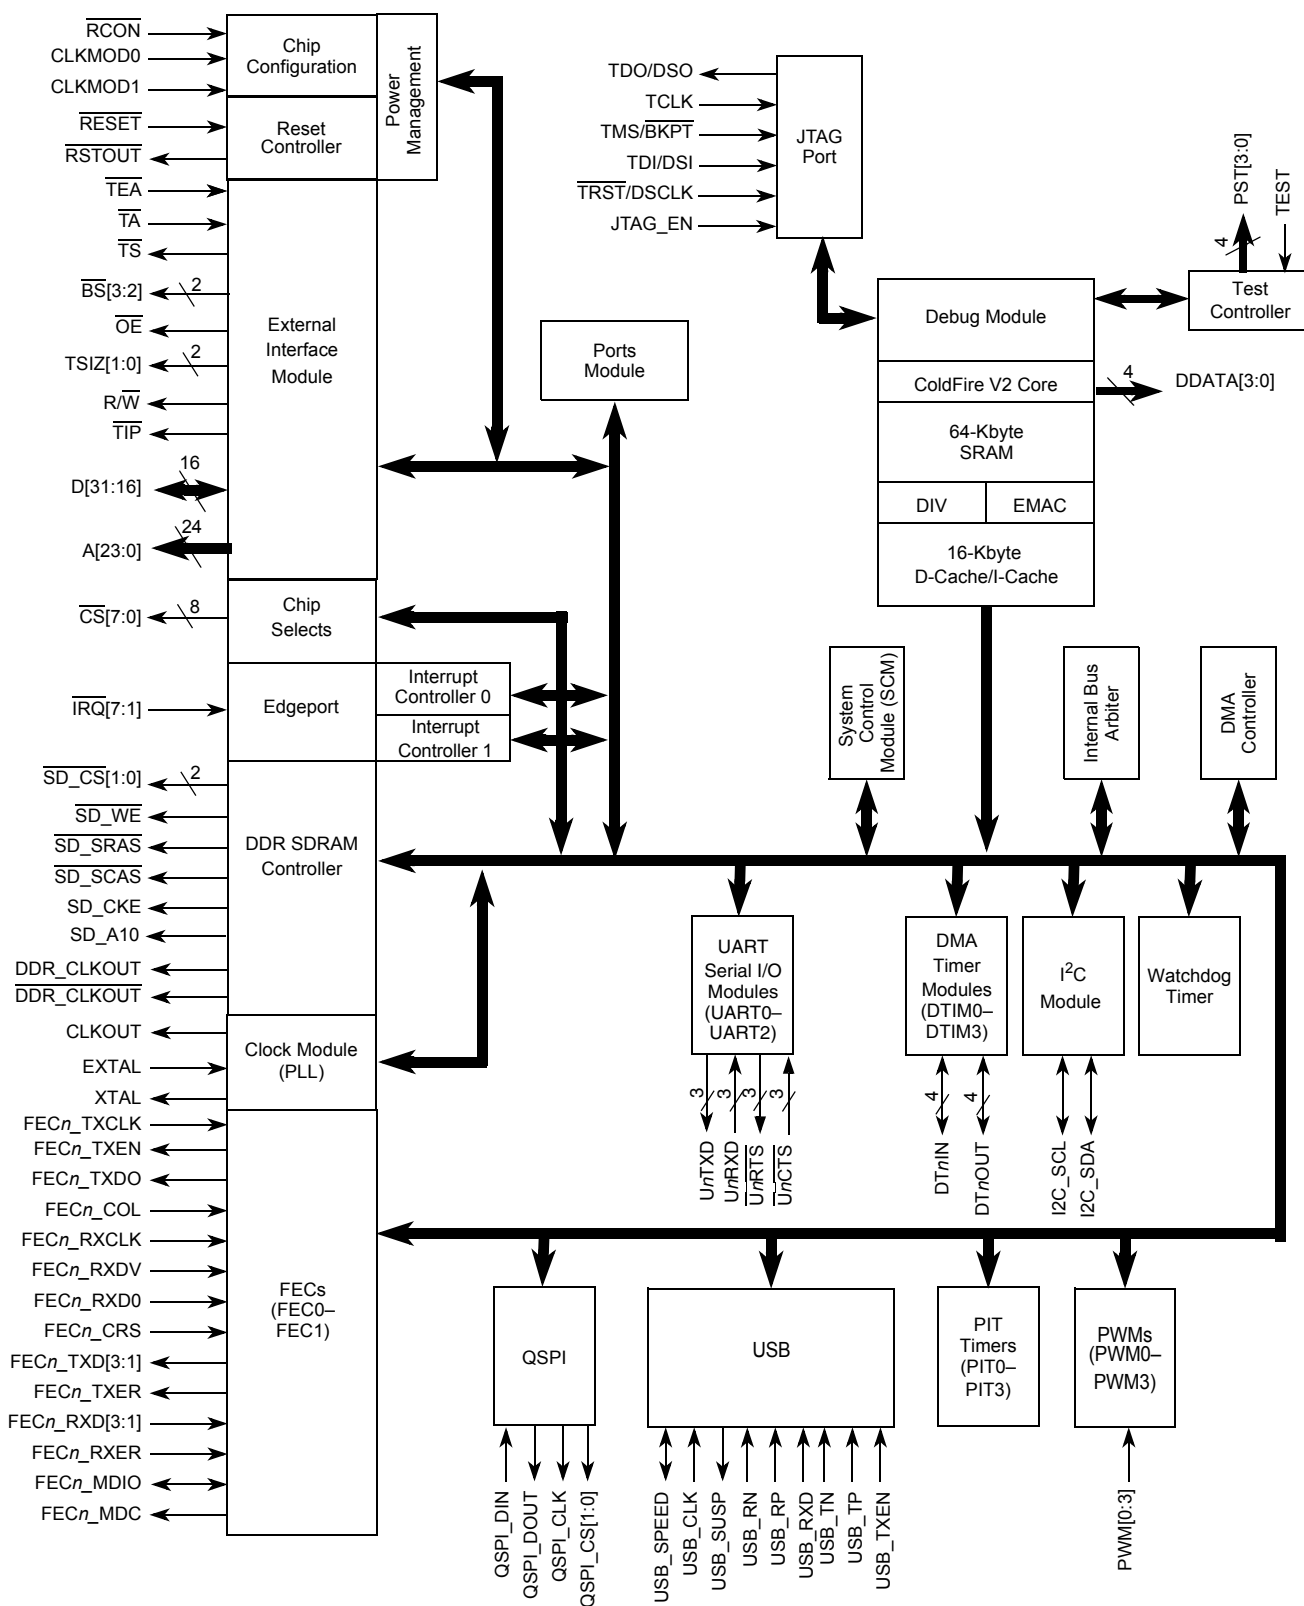 RCON
CLKMOD0
CLKMOD1
RESET
RSTOUT
TEA
TA
TS
BS[3:2]
2
OE
TSIZ[1:0]
2
R/W
TIP
D[31:16]
16
A[23:0]
24
CS[7:0]
8
IRQ[7:1]
SD_CS[1:0]
2
SD_WE
SD_SRAS
SD_SCAS
SD_CKE
SD_A10
DDR_CLKOUT
DDR_CLKOUT
CLKOUT
EXTAL
XTAL
FECn_TXCLK
FECn_TXEN
FECn_TXDO
FECn_COL
FECn_RXCLK
FECn_RXDV
FECn_RXD0
FECn_CRS
FECn_TXD[3:1]
FECn_TXER
FECn_RXD[3:1]
FECn_RXER
FECn_MDIO
FECn_MDC
Chip
Configuration
Reset
Controller
Power
Management
External
Interface
Module
Chip
Selects
Edgeport
Interrupt
Controller 0
Interrupt
Controller 1
DDR SDRAM
Controller
Clock Module
(PLL)
FECs
(FEC0–
FEC1)
Ports
Module
TDO/DSO
TCLK
TMS/BKPT
TDI/DSI
TRST/DSCLK
JTAG_EN
JTAG
Port
PST[3:0]
4
TEST
Test
Controller
Debug Module
ColdFire V2 Core
4
DDATA[3:0]
64-Kbyte
SRAM
DIV
EMAC
16-Kbyte
D-Cache/I-Cache
System
Control
Module (SCM)
Internal Bus
Arbiter
DMA
Controller
UART
Serial I/O
Modules
(UART0–
UART2)
3
3
3
3
UnTXD
UnRXD
UnRTS
UnCTS
DMA
Timer
Modules
(DTIM0–
DTIM3)
4
4
DTnIN
DTnOUT
I2C
Module
I2C_SCL
I2C_SDA
Watchdog
Timer
QSPI
QSPI_DIN
QSPI_DOUT
QSPI_CLK
QSPI_CS[1:0]
USB
USB_SPEED
USB_CLK
USB_SUSP
USB_RN
USB_RP
USB_RXD
USB_TN
USB_TP
USB_TXEN
PIT
Timers
(PIT0–
PIT3)
PWMs
(PWM0–
PWM3)
PWM[0:3]